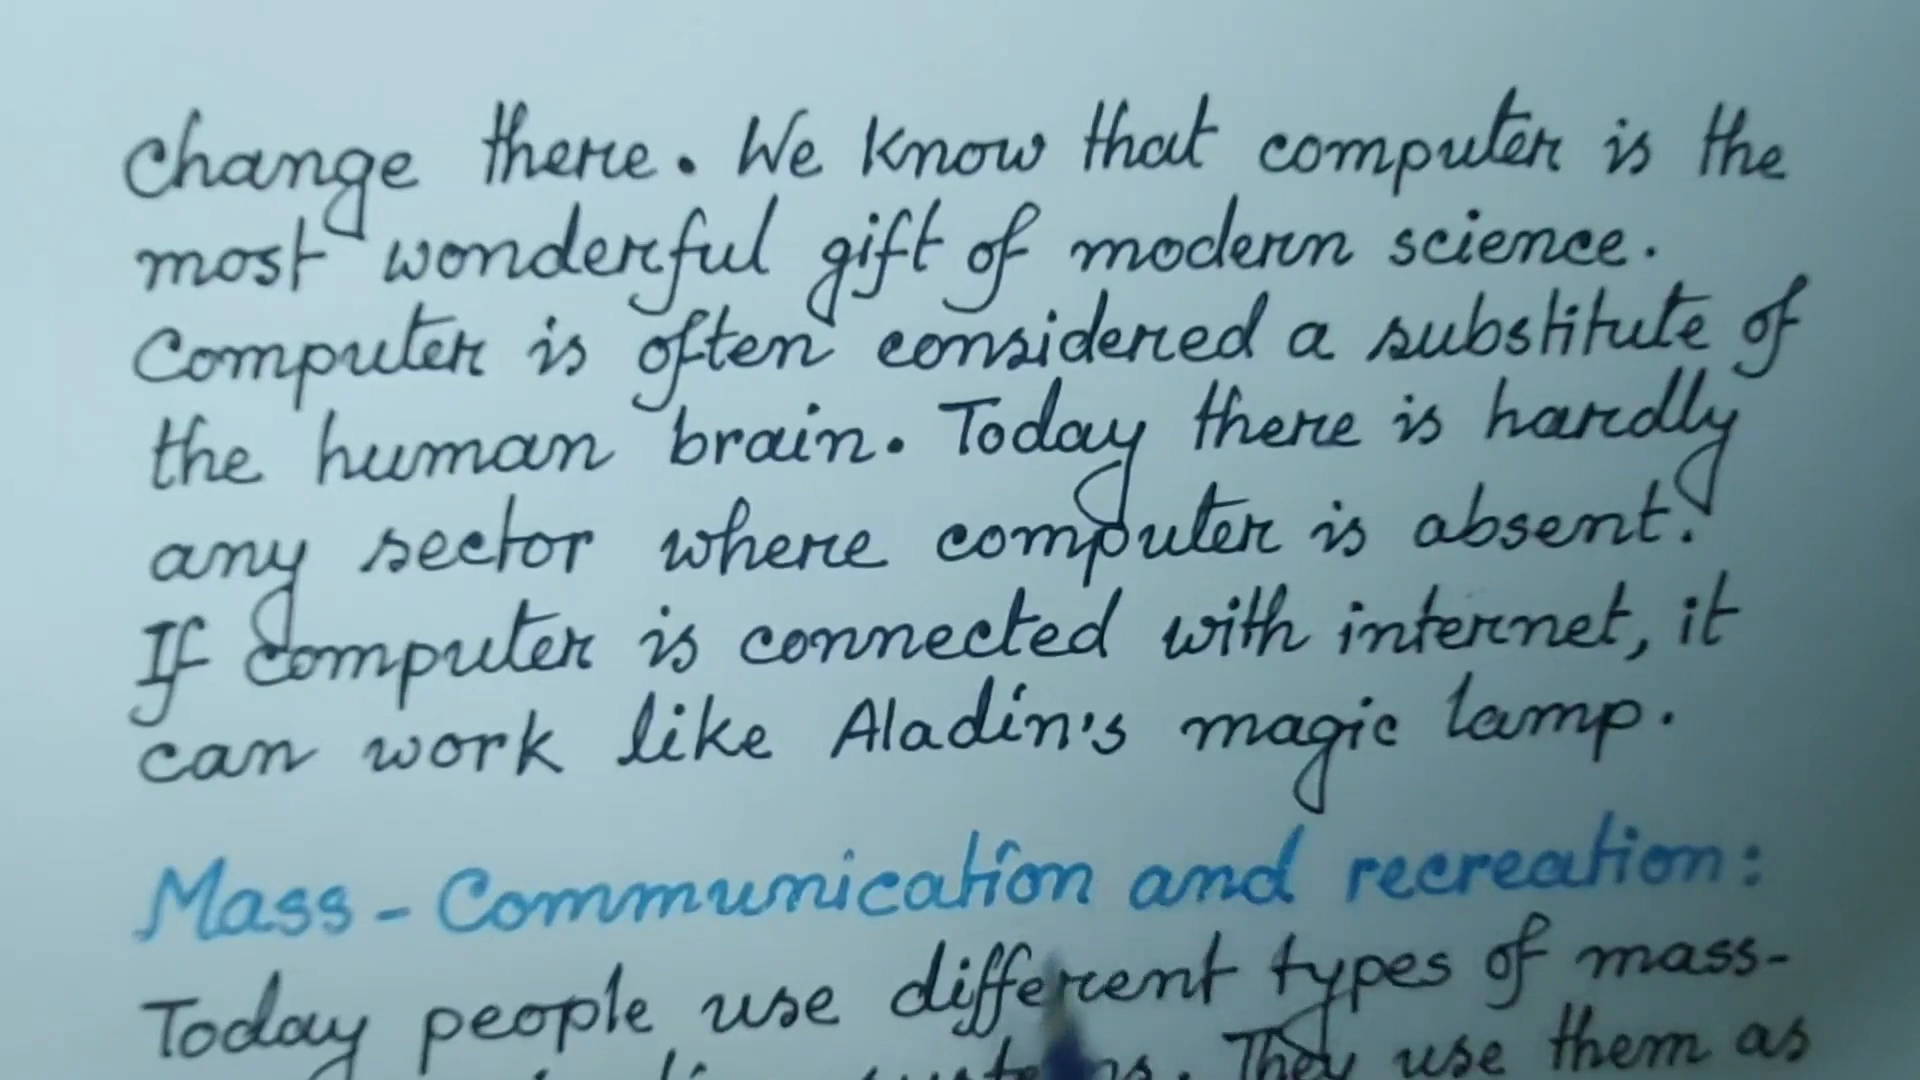 change there. We know that computer is the
most wonderful gift of modern science.
Computer is often considered a substitute of
the human brain. Today there is hardly
any sector where computer is absent.
If computer is connected with internet, it
can work like Aladin's magic lamp.
Mass-Communication and recreation:
Today people use different types of mass-
They use them as